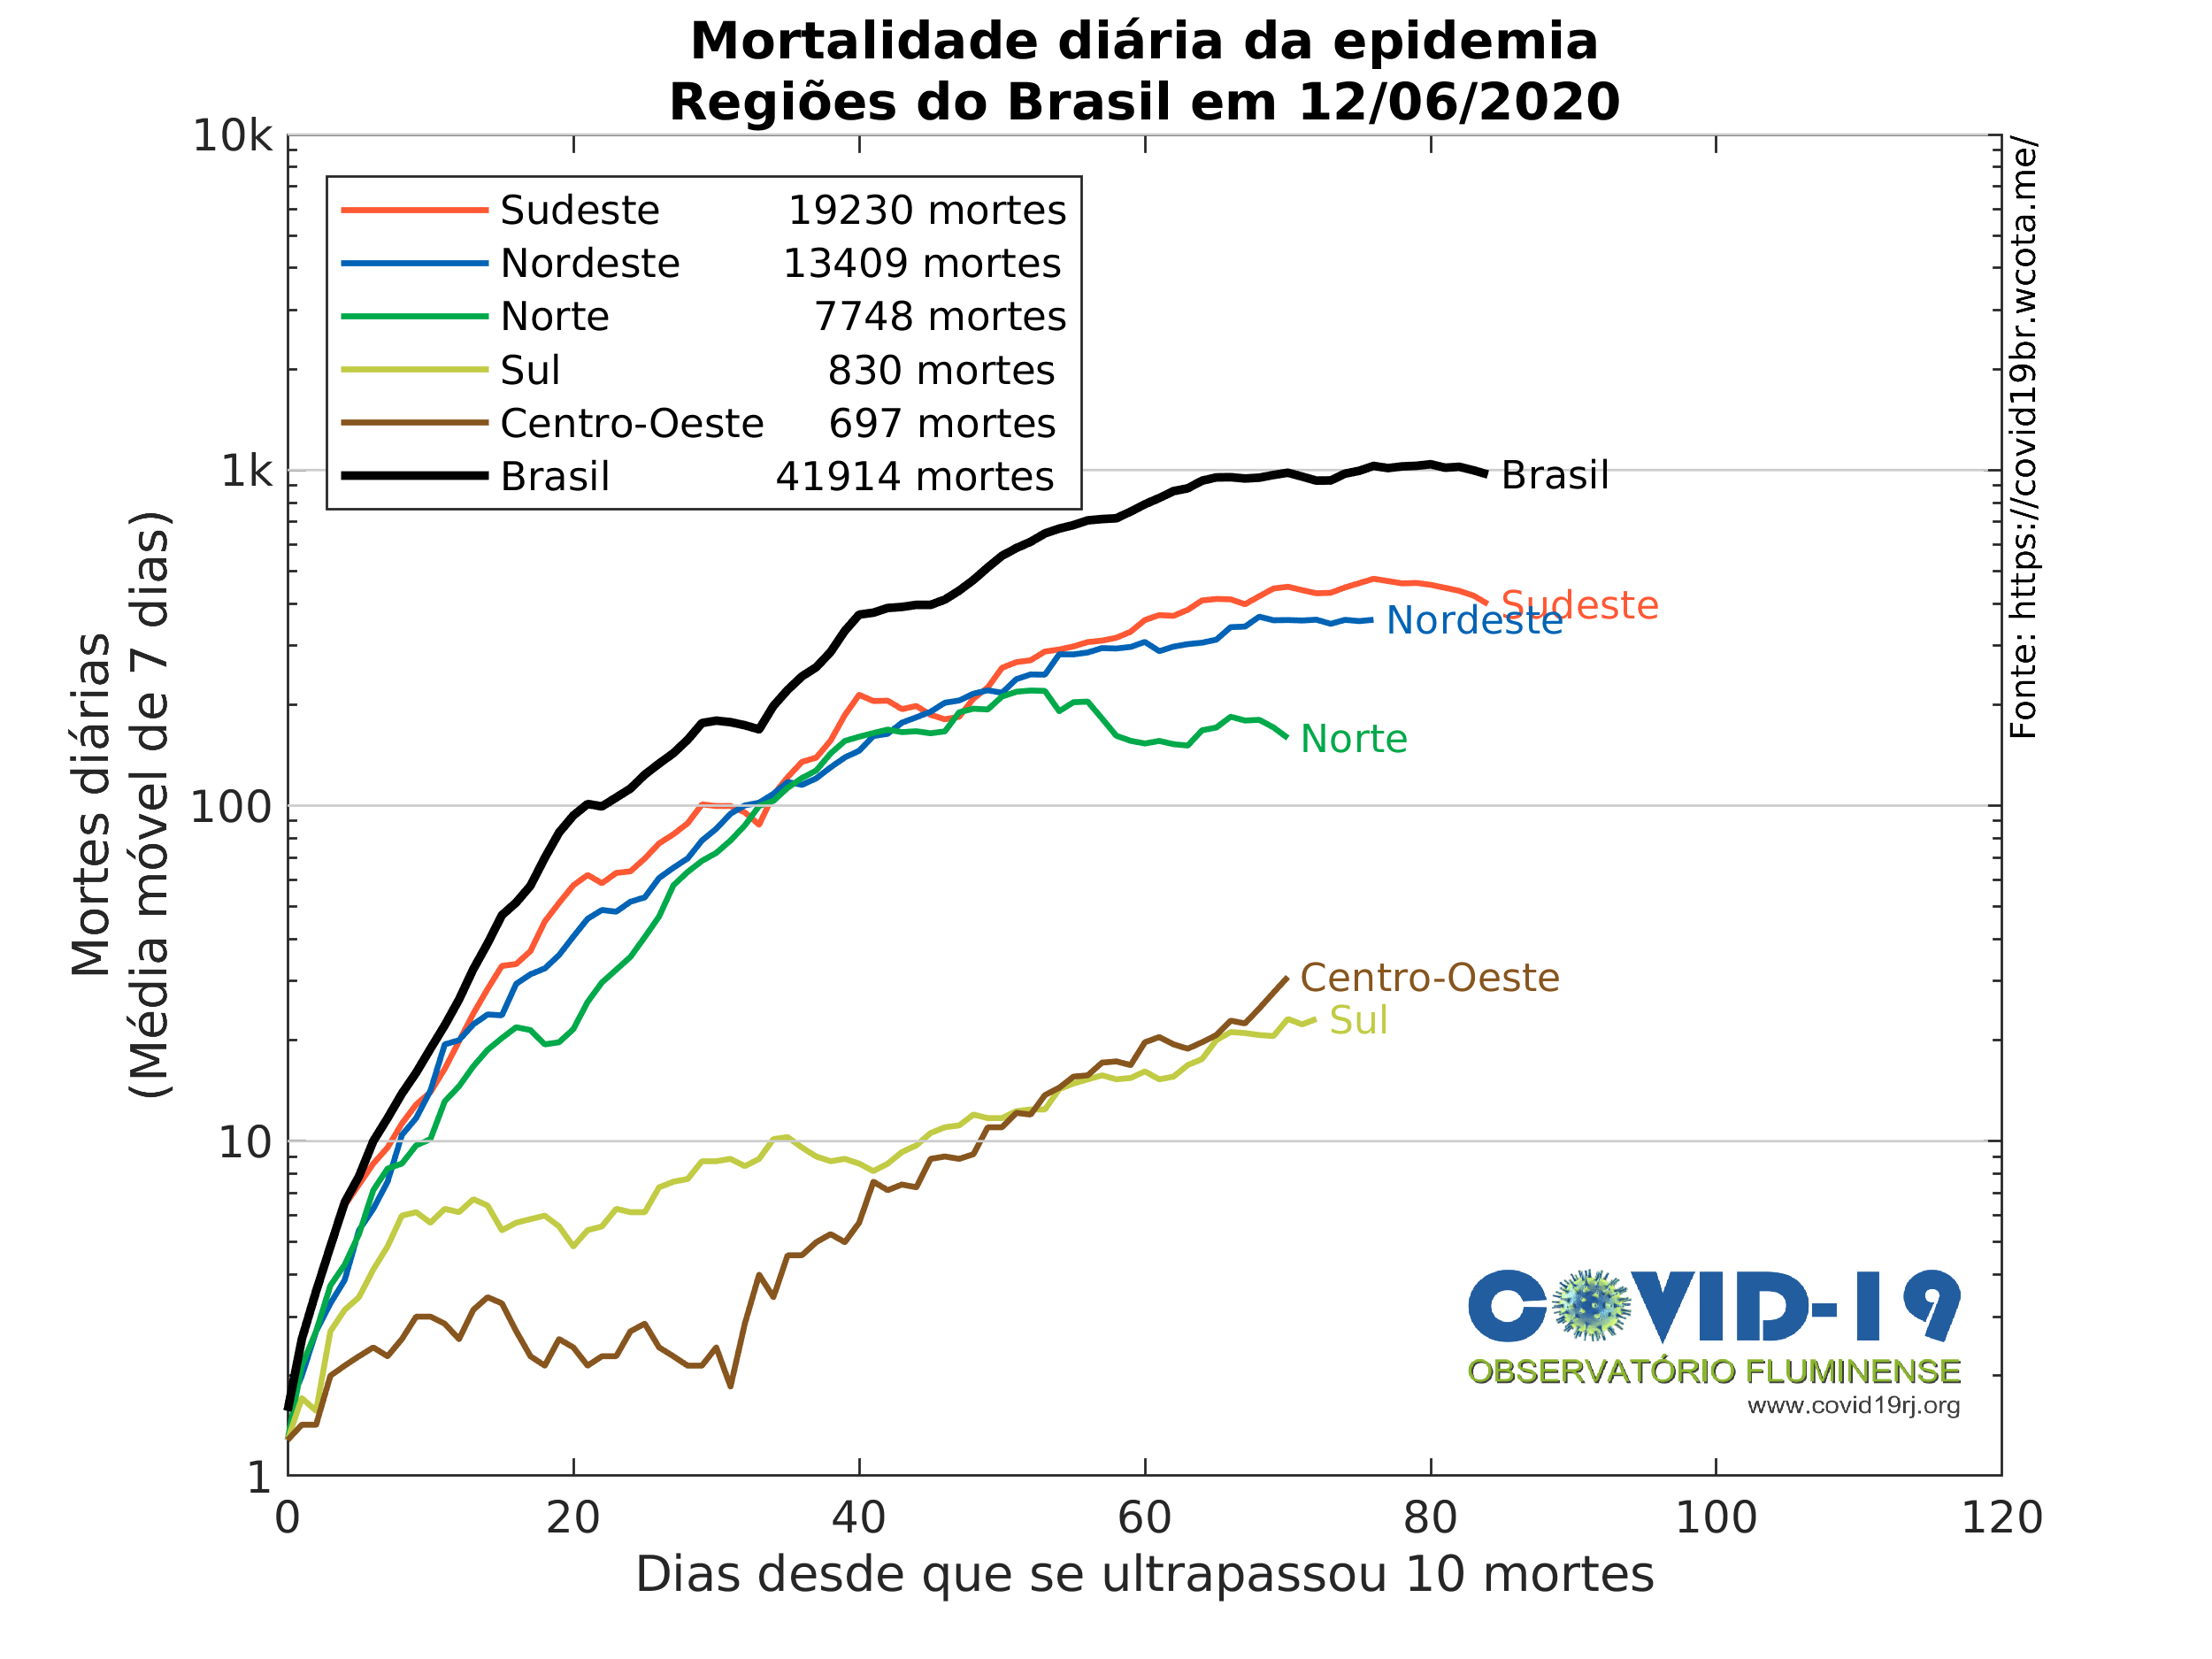 Mortalidade diária da epidemia
Regiões do Brasil em 12/06/2020
Mortes diárias
(Média móvel de 7 dias)
10k
1k
100
10
1
Sudeste 19230 mortes
Nordeste 13409 mortes
Norte 7748 mortes
Sul 830 mortes
Centro-Oeste 697 mortes
Brasil 41914 mortes
Brasil
Sudeste
Nordeste
Norte
Centro-Oeste
Sul
Fonte: https://covid19br.wcota.me/
COVID-19
OBSERVATÓRIO FLUMINENSE
www.covid19rj.org
0 20 40 60 80 100 120
Dias desde que se ultrapassou 10 mortes